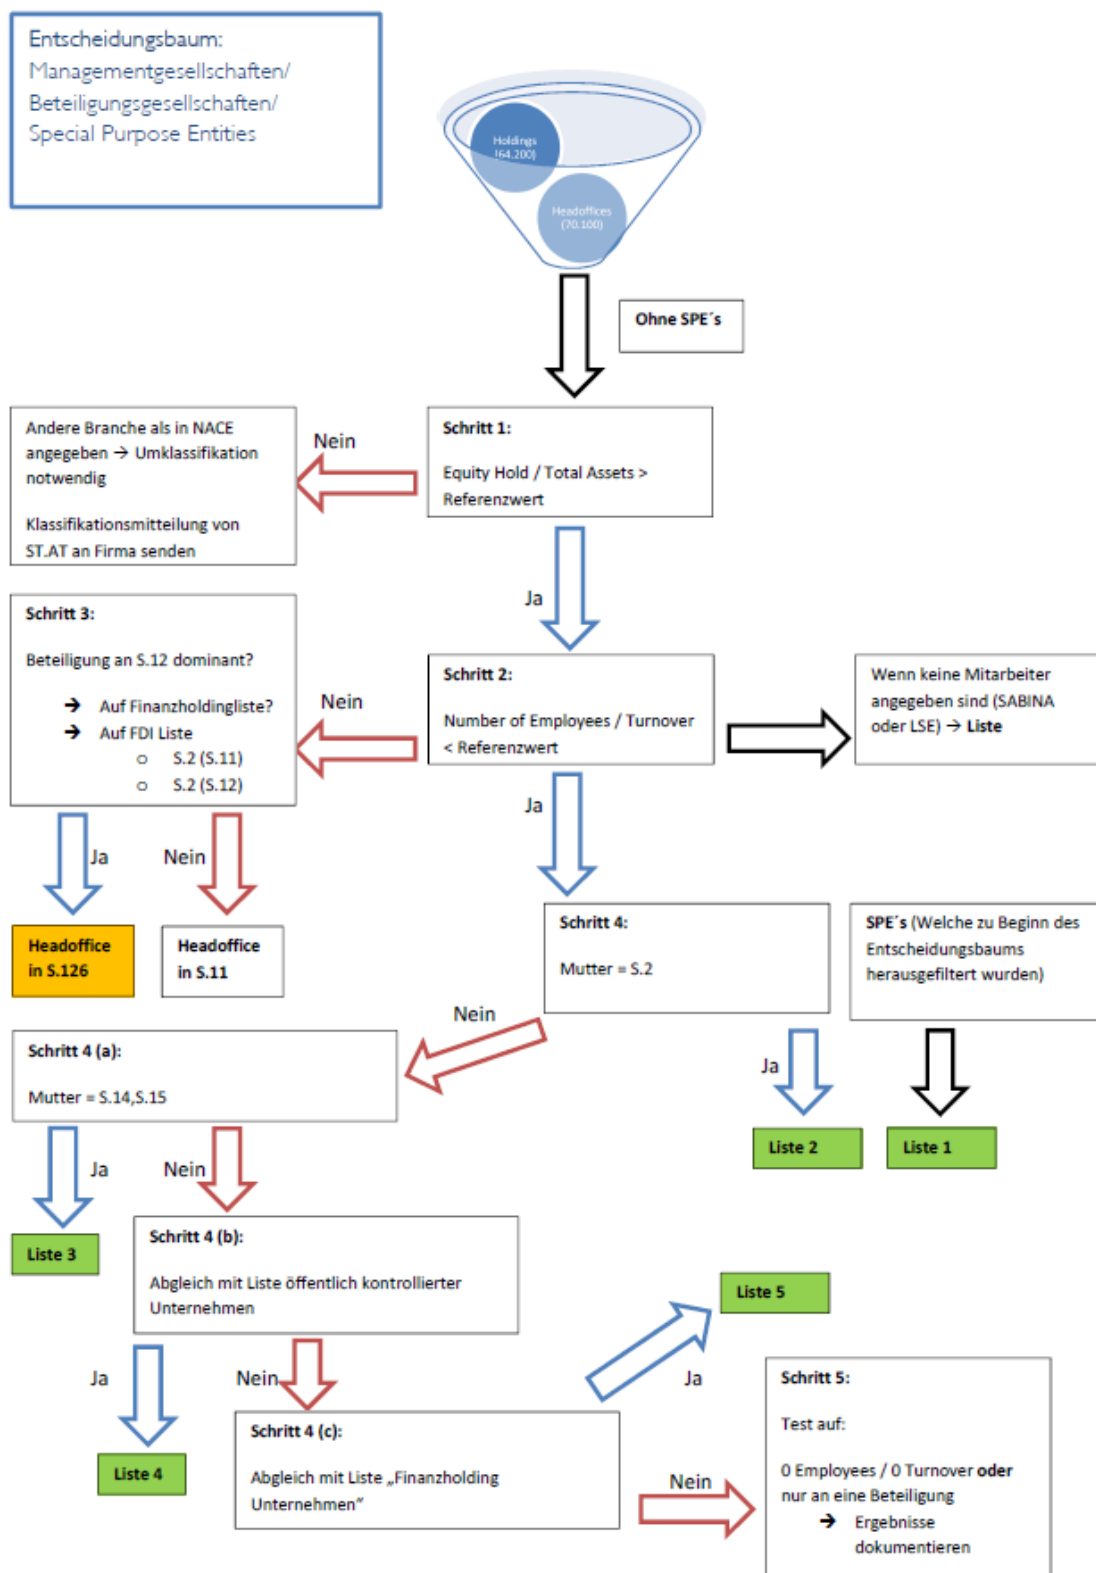 Entscheidungsbaum:
Managementgesellschaften/
Beteiligungsgesellschaften/
Special Purpose Entities
Holdings
(64.200)
Headoffices
(70.100)
Ohne SPE´s
Schritt 1:
Equity Hold / Total Assets >
Referenzwert
Nein
Andere Branche als in NACE
angegeben → Umklassifikation
notwendig
Klassifikationsmitteilung von
ST.AT an Firma senden
Ja
Schritt 2:
Number of Employees / Turnover
< Referenzwert
Wenn keine Mitarbeiter
angegeben sind (SABINA
oder LSE) → Liste
Nein
Schritt 3:
Beteiligung an S.12 dominant?
→ Auf Finanzholdingliste?
→ Auf FDI Liste
o S.2 (S.11)
o S.2 (S.12)
Ja
Nein
Headoffice
in S.126
Headoffice
in S.11
Ja
Schritt 4:
Mutter = S.2
SPE´s (Welche zu Beginn des
Entscheidungsbaums
herausgefiltert wurden)
Nein
Ja
Liste 2
Liste 1
Schritt 4 (a):
Mutter = S.14,S.15
Ja
Nein
Liste 3
Schritt 4 (b):
Abgleich mit Liste öffentlich kontrollierter
Unternehmen
Ja
Nein
Liste 4
Schritt 4 (c):
Abgleich mit Liste „Finanzholding
Unternehmen“
Ja
Liste 5
Nein
Schritt 5:
Test auf:
0 Employees / 0 Turnover oder
nur an eine Beteiligung
→ Ergebnisse
dokumentieren